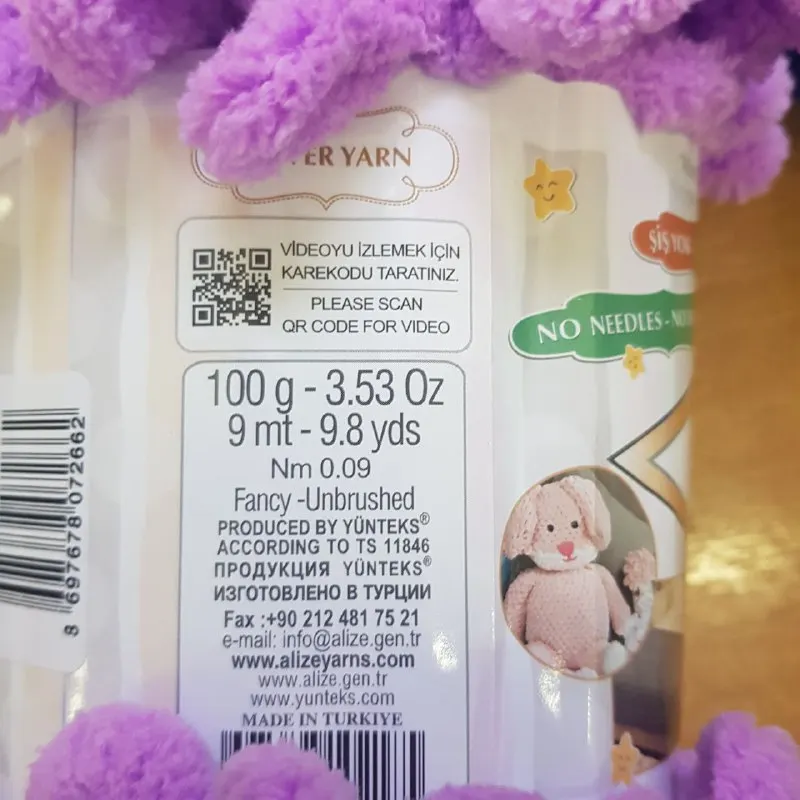 YARN
VİDEOYU İZLEMEK İÇİN
KAREKODU TARATINIZ.
PLEASE SCAN
QR CODE FOR VIDEO
ŞİŞ
NO NEEDLES -
100 g - 3.53 Oz
9 mt - 9.8 yds
Nm 0.09
Fancy -Unbrushed
PRODUCED BY YÜNTEKS®
ACCORDING TO TS 11846
ПРОДУКЦИЯ YÜNTEKS®
ИЗГОТОВЛЕНО В ТУРЦИИ
Fax :+90 212 481 75 21
e-mail: info@alize.gen.tr
www.alizeyarns.com
www.alize.gen.tr
www.yunteks.com
MADE IN TURKIYE
8 697678 072662